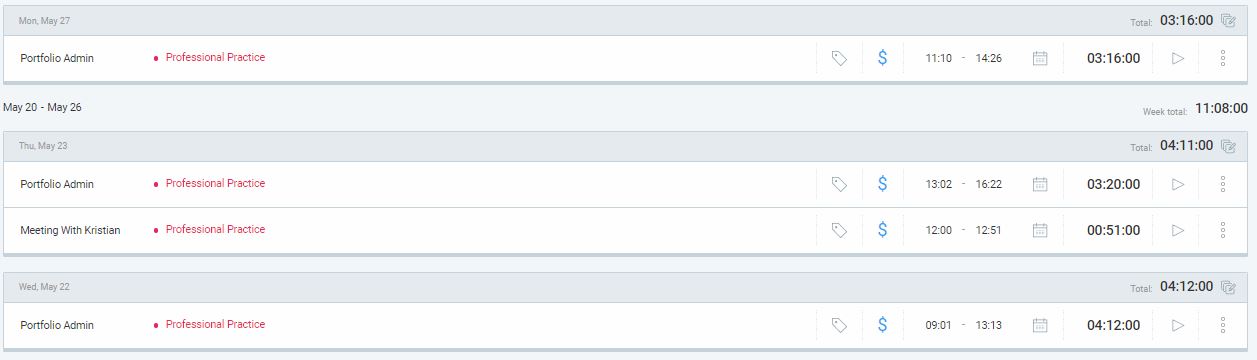 Mon, May 27 Total: 03:16:00
Portfolio Admin Professional Practice $ 11:10 - 14:26 03:16:00
May 20 - May 26 Week total: 11:08:00
Thu, May 23 Total: 04:11:00
Portfolio Admin Professional Practice $ 13:02 - 16:22 03:20:00
Meeting With Kristian Professional Practice $ 12:00 - 12:51 00:51:00
Wed, May 22 Total: 04:12:00
Portfolio Admin Professional Practice $ 09:01 - 13:13 04:12:00